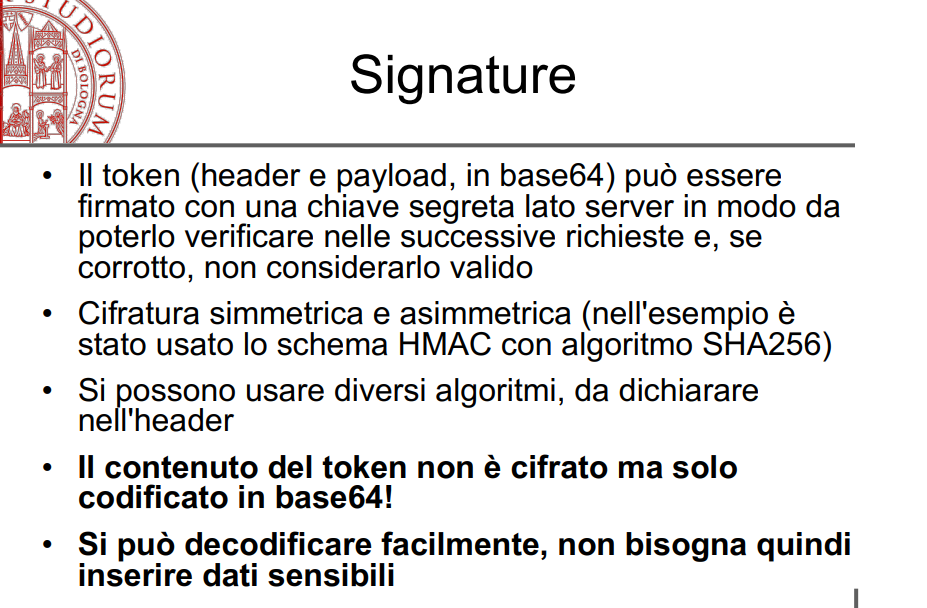 STUDIORUM
DI BOLOGNA
Signature
• Il token (header e payload, in base64) può essere
firmato con una chiave segreta lato server in modo da
poterlo verificare nelle successive richieste e, se
corrotto, non considerarlo valido
• Cifratura simmetrica e asimmetrica (nell'esempio è
stato usato lo schema HMAC con algoritmo SHA256)
• Si possono usare diversi algoritmi, da dichiarare
nell'header
• Il contenuto del token non è cifrato ma solo
codificato in base64!
• Si può decodificare facilmente, non bisogna quindi
inserire dati sensibili